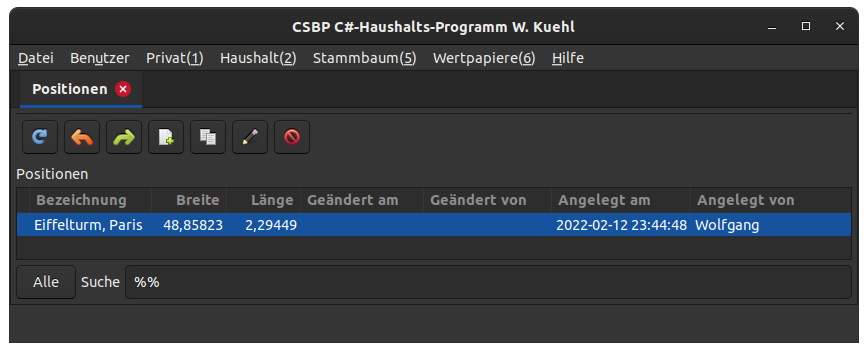 CSBP C#-Haushalts-Programm W. Kuehl
Datei Benutzer Privat(1) Haushalt(2) Stammbaum(5) Wertpapiere(6) Hilfe
Positionen
Positionen
Bezeichnung Breite Länge Geändert am Geändert von Angelegt am Angelegt von
Eiffelturm, Paris 48,85823 2,29449 2022-02-12 23:44:48 Wolfgang
Alle Suche %%